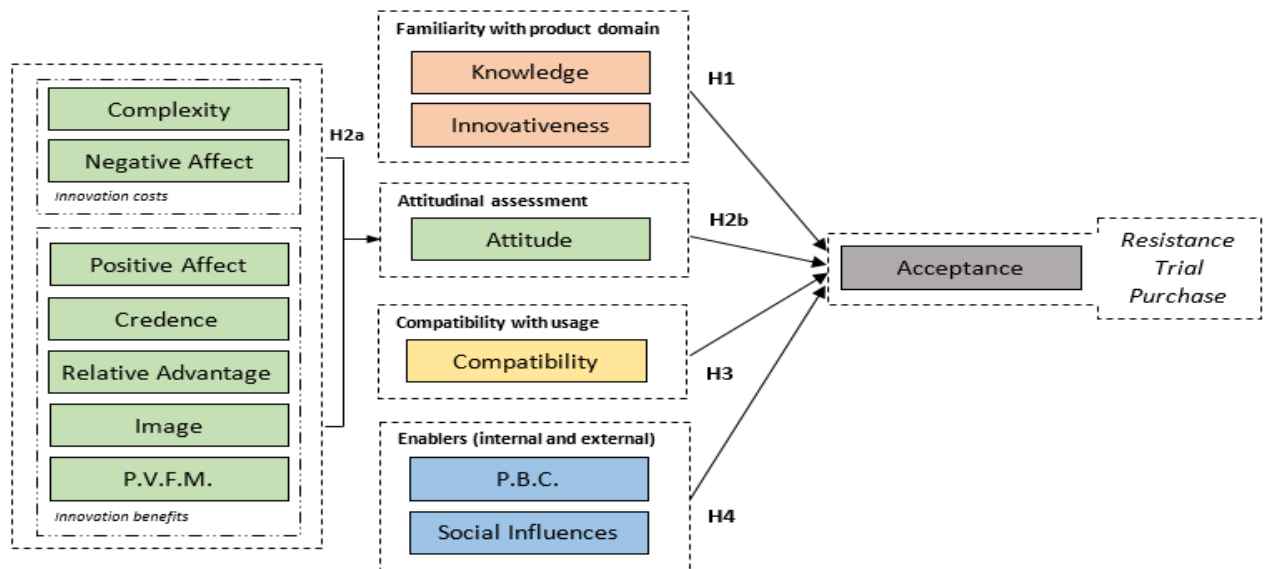 Complexity
Negative Affect
Innovation costs
Positive Affect
Credence
Relative Advantage
Image
P.V.F.M.
Innovation benefits
H2a
Familiarity with product domain
Knowledge
Innovativeness
Attitudinal assessment
Attitude
Compatibility with usage
Compatibility
Enablers (internal and external)
P.B.C.
Social Influences
H1
H2b
H3
H4
Acceptance
Resistance
Trial
Purchase